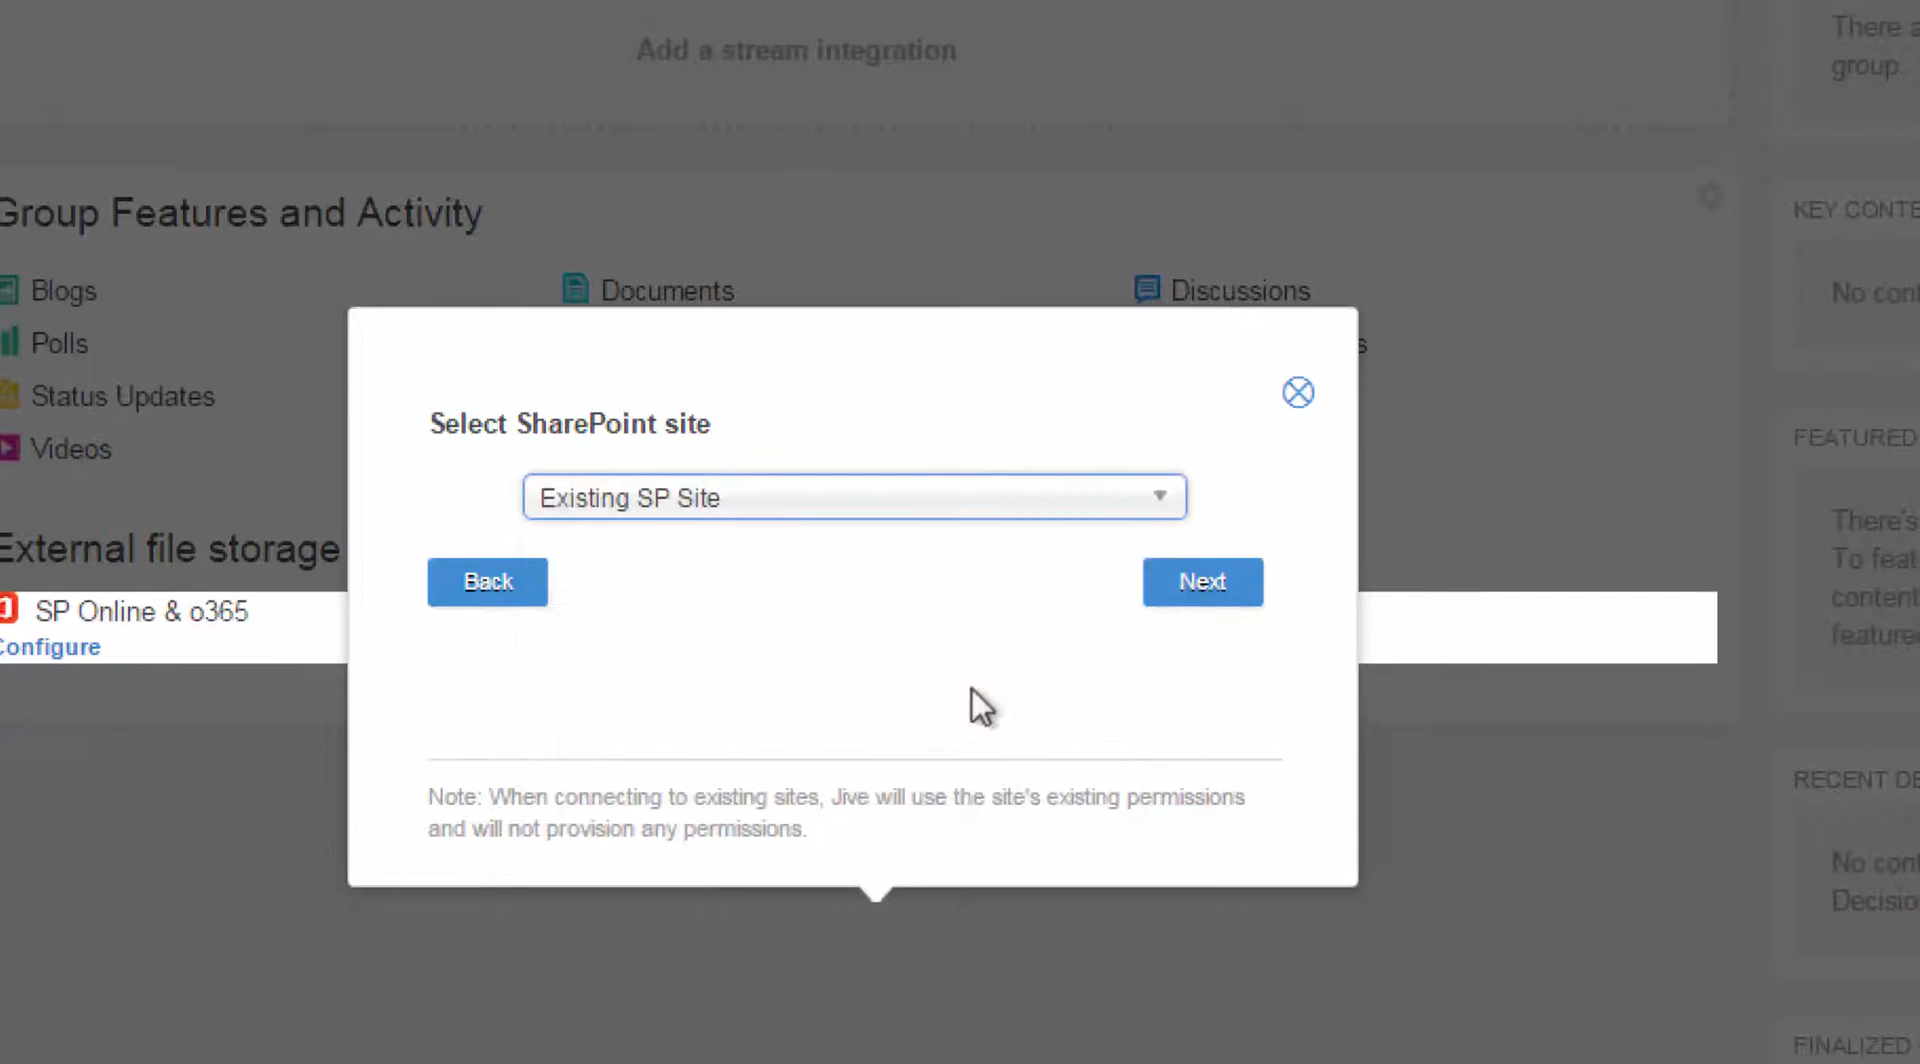 Add a stream integration
There a
group.
Group Features and Activity
KEY CONTE
Blogs
Documents
Discussions
No cont
Polls
s
Status Updates
Select SharePoint site
FEATURED
Videos
Existing SP Site
There's
External file storage
To feat
Back
Next
content
SP Online & o365
feature
Configure
RECENT DE
Note: When connecting to existing sites, Jive will use the site's existing permissions
and will not provision any permissions.
No cont
Decisio
FINALIZED